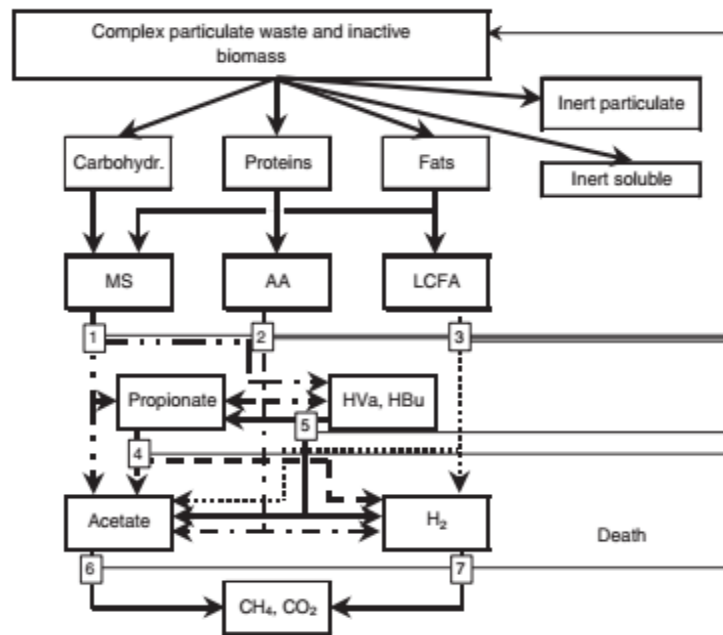 Complex particulate waste and inactive
biomass
Inert particulate
Carbohydr.
Proteins
Fats
Inert soluble
MS
AA
LCFA
1
2
3
Propionate
HVa, HBu
5
4
Acetate
H₂
Death
6
7
CH₄, CO₂